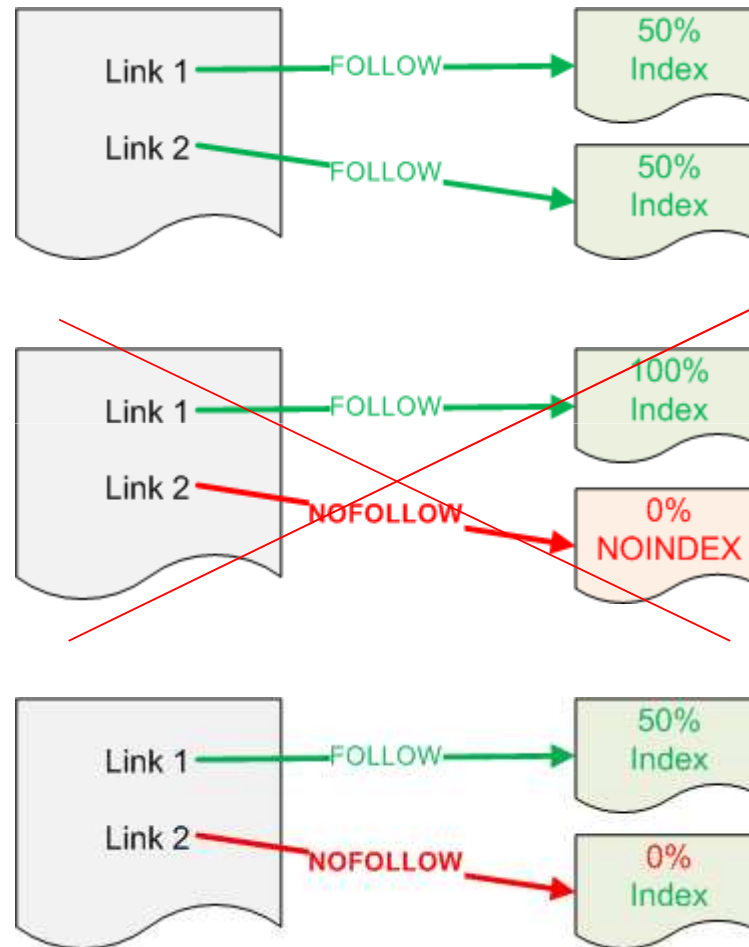 Link 1
FOLLOW
50%
Index
Link 2
FOLLOW
50%
Index
Link 1
FOLLOW
100%
Index
Link 2
NOFOLLOW
0%
NOINDEX
Link 1
FOLLOW
50%
Index
Link 2
NOFOLLOW
0%
Index